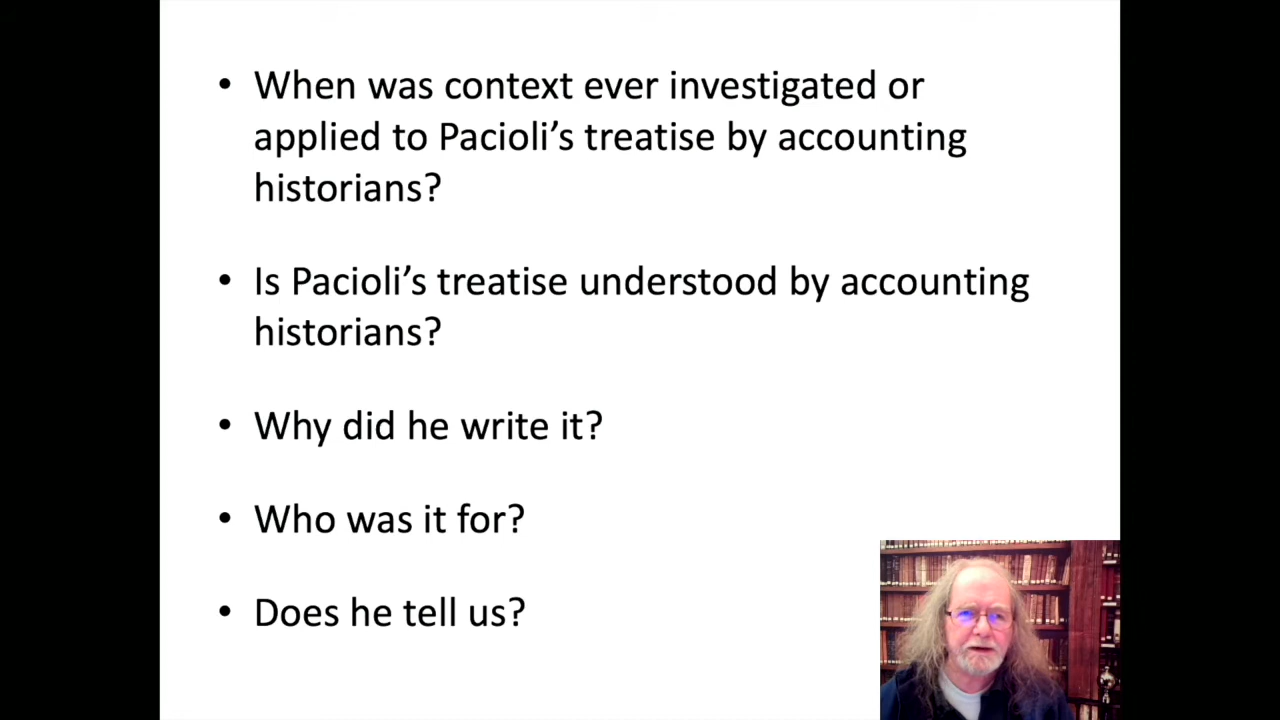 • When was context ever investigated or
applied to Pacioli’s treatise by accounting
historians?
• Is Pacioli’s treatise understood by accounting
historians?
• Why did he write it?
• Who was it for?
• Does he tell us?